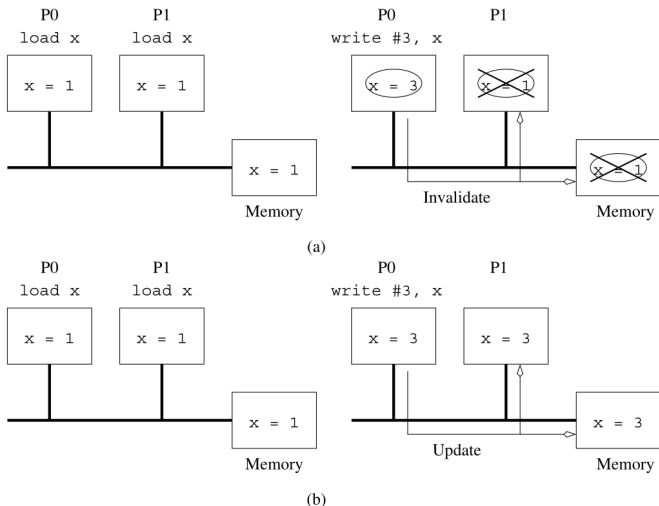 P0 P1 P0 P1
load x load x write #3, x
x = 1 x = 1 x = 3 x = 1
x = 1 x = 1
Invalidate
Memory Memory
(a)
P0 P1 P0 P1
load x load x write #3, x
x = 1 x = 1 x = 3 x = 3
x = 1 x = 3
Update
Memory Memory
(b)